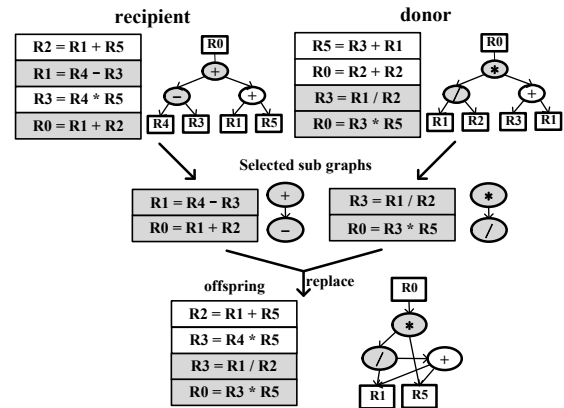 recipient
donor
R2 = R1 + R5
R1 = R4 − R3
R3 = R4 * R5
R0 = R1 + R2
R0
+
−
+
R4
R3
R1
R5
R5 = R3 + R1
R0 = R2 + R2
R3 = R1 / R2
R0 = R3 * R5
R0
*
/
+
R1
R2
R3
R1
Selected sub graphs
R1 = R4 − R3
R0 = R1 + R2
+
−
R3 = R1 / R2
R0 = R3 * R5
*
/
offspring
replace
R2 = R1 + R5
R3 = R4 * R5
R3 = R1 / R2
R0 = R3 * R5
R0
*
/
+
R1
R5